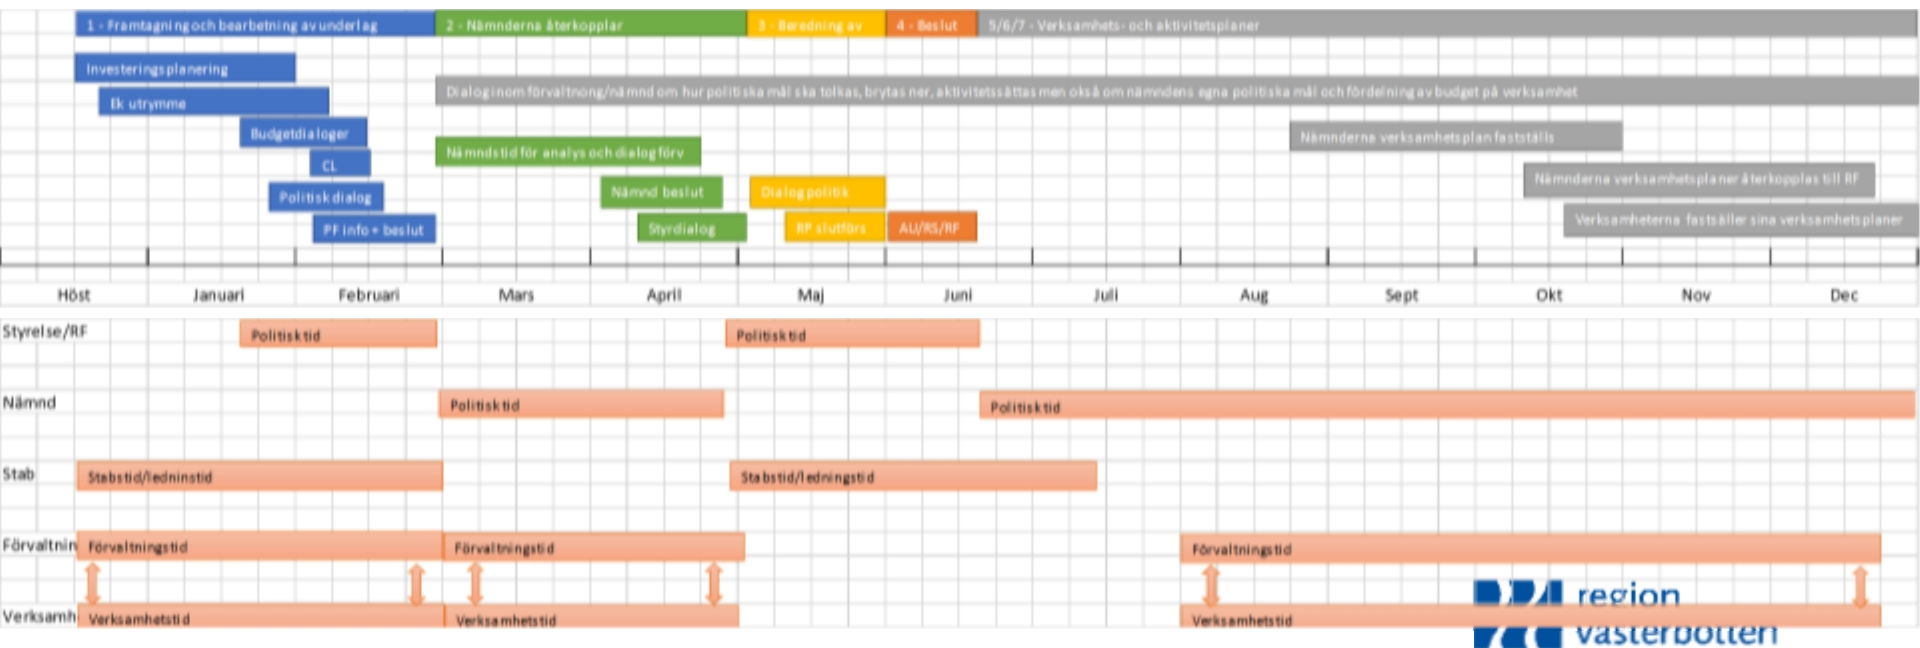 1 - Framtagning och bearbetning av underlag
2 - Nämnderna återkopplar
3 - Beredning av
4 - Beslut
5/6/7 - Verksamhets- och aktivitetsplaner
Investeringsplanering
Ek utrymme
Dialog inom förvaltnong/nämnd om hur politiska mål ska tolkas, brytas ner, aktivitetssättas men okså om nämndens egna politiska mål och fördelning av budget på verksamhet
Budgetdialoger
Nämnderna verksamhetsplan fastställs
CL
Nämndstid för analys och dialog förv
Politisk dialog
Nämnd beslut
Dialog politik
Nämnderna verksamhetsplaner återkopplas till RF
PF info + beslut
Styrdialog
RP slutförs
AU/RS/RF
Verksamheterna fastsäller sina verksamhetsplaner
Höst Januari Februari Mars April Maj Juni Juli Aug Sept Okt Nov Dec
Styrelse/RF
Politisk tid
Politisk tid
Nämnd
Politisk tid
Politisk tid
Stab
Stabstid/ledninstid
Stabstid/ledningstid
Förvaltnin
Förvaltningstid
Förvaltningstid
Förvaltningstid
Verksamh
Verksamhetstid
Verksamhetstid
Verksamhetstid
region
västerbotten